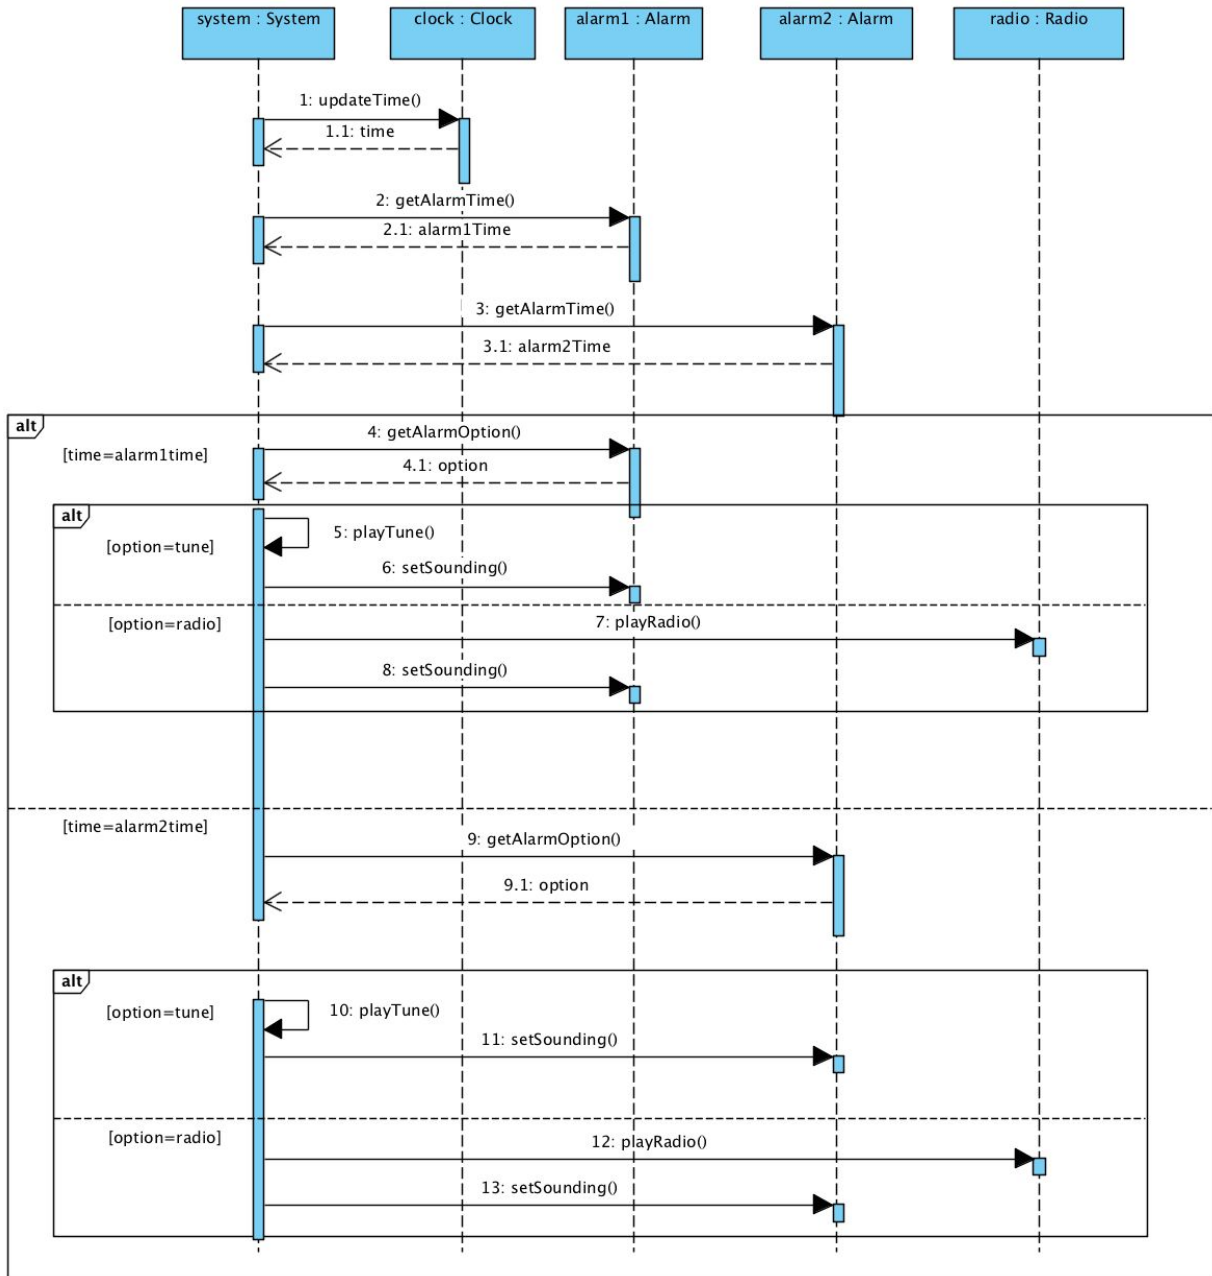 system : System
clock : Clock
alarm1 : Alarm
alarm2 : Alarm
radio : Radio
1: updateTime()
1.1: time
2: getAlarmTime()
2.1: alarm1Time
3: getAlarmTime()
3.1: alarm2Time
alt
4: getAlarmOption()
[time=alarm1time]
4.1: option
alt
5: playTune()
[option=tune]
6: setSounding()
[option=radio]
7: playRadio()
8: setSounding()
[time=alarm2time]
9: getAlarmOption()
9.1: option
alt
[option=tune]
10: playTune()
11: setSounding()
[option=radio]
12: playRadio()
13: setSounding()